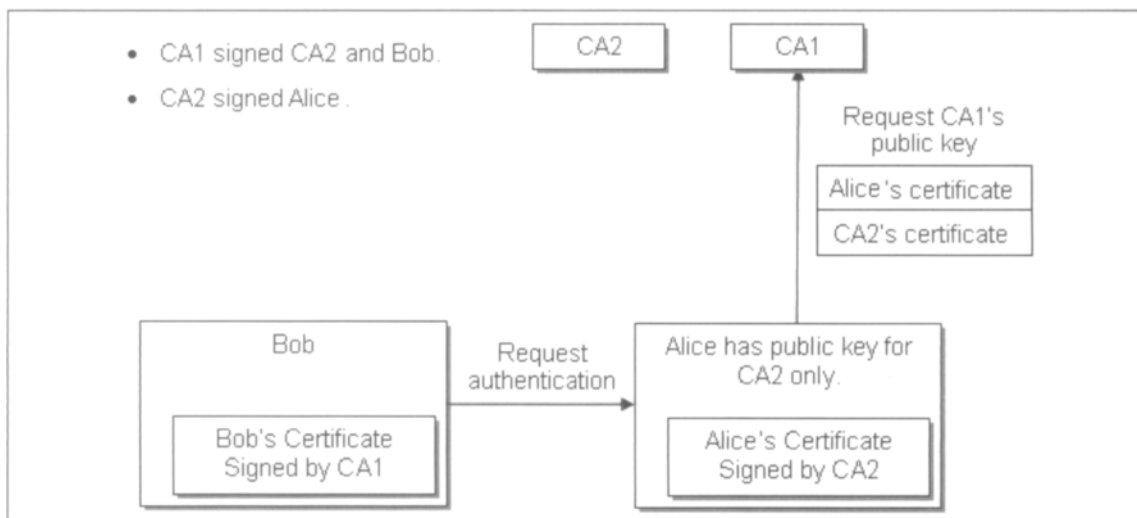 • CA1 signed CA2 and Bob.
• CA2 signed Alice .
CA2
CA1
Request CA1's
public key
Alice's certificate
CA2's certificate
Bob
Request
authentication
Alice has public key for
CA2 only.
Bob's Certificate
Signed by CA1
Alice's Certificate
Signed by CA2